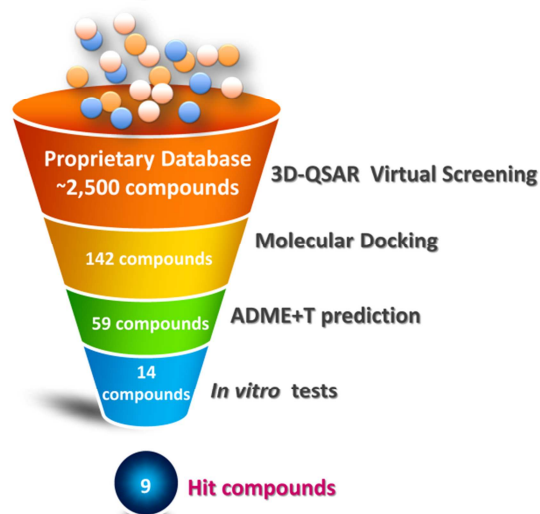 Proprietary Database
~2,500 compounds
3D-QSAR Virtual Screening
Molecular Docking
142 compounds
ADME+T prediction
59 compounds
14
compounds
In vitro tests
9
Hit compounds